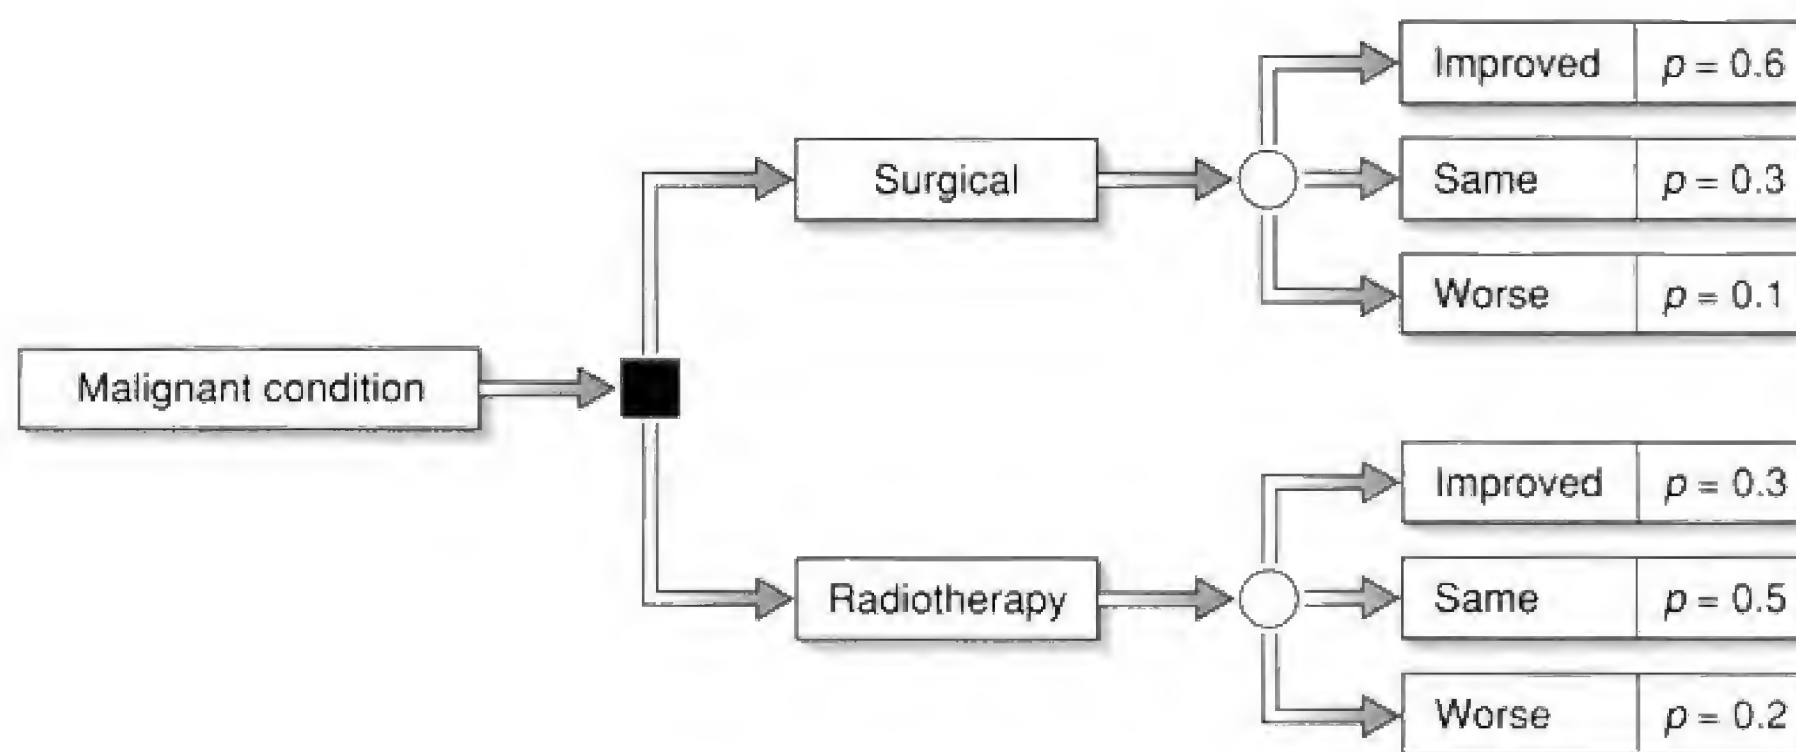 Improved p = 0.6
Surgical Same p = 0.3
Worse p = 0.1
Malignant condition
Improved p = 0.3
Radiotherapy Same p = 0.5
Worse p = 0.2